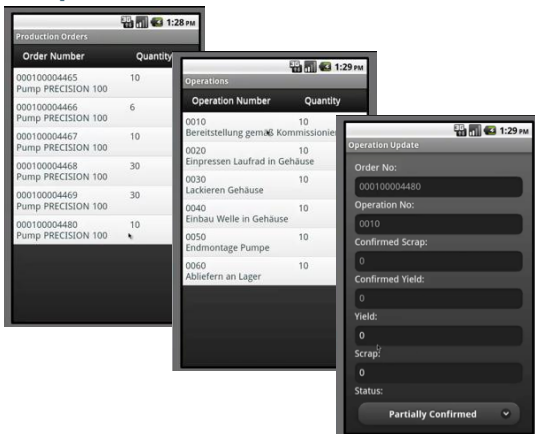 1:28 PM
Production Orders
Order Number Quantity
000100004465 10
Pump PRECISION 100
000100004466 6
Pump PRECISION 100
000100004467 10
Pump PRECISION 100
000100004468 30
Pump PRECISION 100
000100004469 30
Pump PRECISION 100
000100004480 10
Pump PRECISION 100
1:29 PM
Operations
Operation Number Quantity
0010 10
Bereitstellung gemäß Kommissionier
0020 10
Einpressen Laufrad in Gehäuse
0030 10
Lackieren Gehäuse
0040 10
Einbau Welle in Gehäuse
0050 10
Endmontage Pumpe
0060 10
Abliefern an Lager
1:29 PM
Operation Update
Order No:
000100004480
Operation No:
0010
Confirmed Scrap:
0
Confirmed Yield:
0
Yield:
0
Scrap:
0
Status:
Partially Confirmed